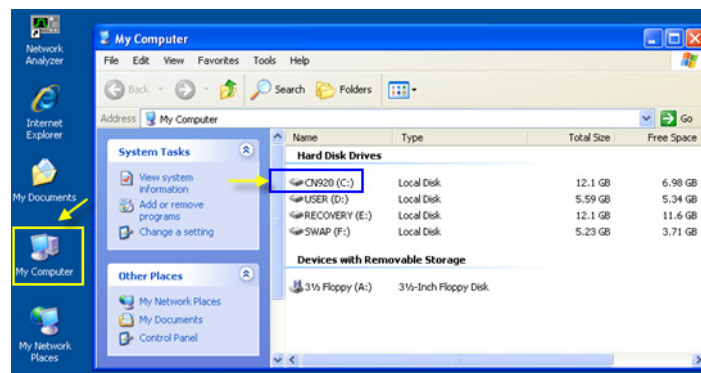 Network
Analyzer
Internet
Explorer
My Documents
My Computer
My Network
Places
My Computer
File Edit View Favorites Tools Help
Back Search Folders
Address My Computer Go
System Tasks
View system
information
Add or remove
programs
Change a setting
Other Places
My Network Places
My Documents
Control Panel
Name Type Total Size Free Space
Hard Disk Drives
CN920 (C:) Local Disk 12.1 GB 6.98 GB
USER (D:) Local Disk 5.59 GB 5.34 GB
RECOVERY (E:) Local Disk 12.1 GB 11.6 GB
SWAP (F:) Local Disk 5.23 GB 3.71 GB
Devices with Removable Storage
3½ Floppy (A:) 3½-Inch Floppy Disk